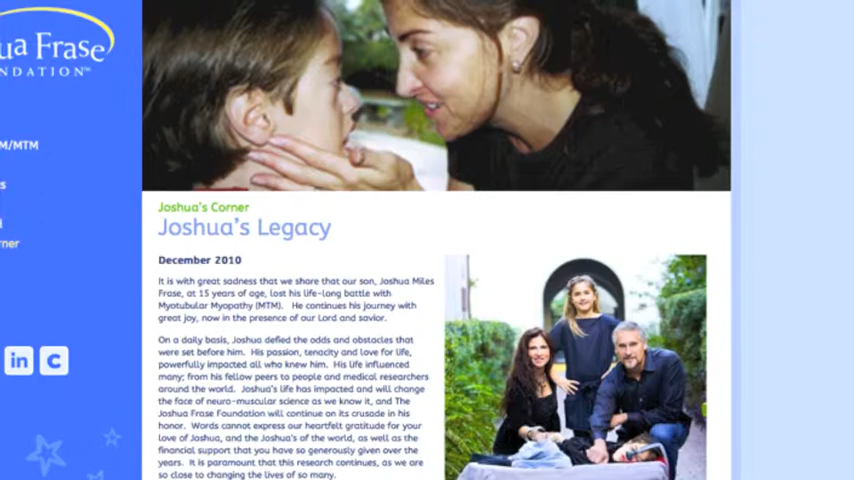 ua Frase
NDATION™
M/MTM
s
rner
in
C
Joshua's Corner
Joshua's Legacy
December 2010
It is with great sadness that we share that our son, Joshua Miles
Frase, at 15 years of age, lost his life-long battle with
Myotubular Myopathy (MTM). He continues his journey with
great joy, now in the presence of our Lord and savior.
On a daily basis, Joshua defied the odds and obstacles that
were set before him. His passion, tenacity and love for life,
powerfully impacted all who knew him. His life influenced
many; from his fellow peers to people and medical researchers
around the world. Joshua's life has impacted and will change
the face of neuro-muscular science as we know it, and The
Joshua Frase Foundation will continue on its crusade in his
honor. Words cannot express our heartfelt gratitude for your
love of Joshua, and the Joshua's of the world, as well as the
financial support that you have so generously given over the
years. It is paramount that this research continues, as we are
so close to changing the lives of so many.